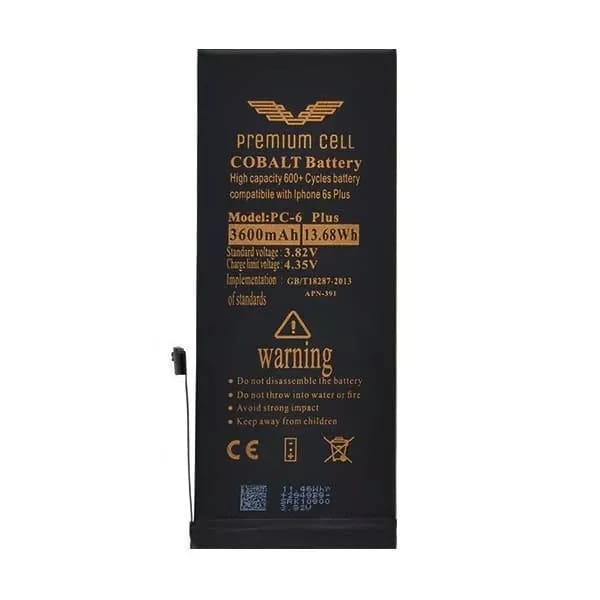 PREMIUM CELL
COBALT Battery
High capacity 600+ Cycles battery
compatibile with Iphone 6s Plus
Model:PC-6 Plus
3600mAh 13.68Wh
Standard voltage: 3.82V
Charge limit voltage: 4.35V
Implementation GB/T18287-2013
of standards APN-391
warning
• Do not disassemble the battery
• Do not throw into water or fire
• Avoid strong impact
• Keep away from children
CE
11.46Whr
3.82V